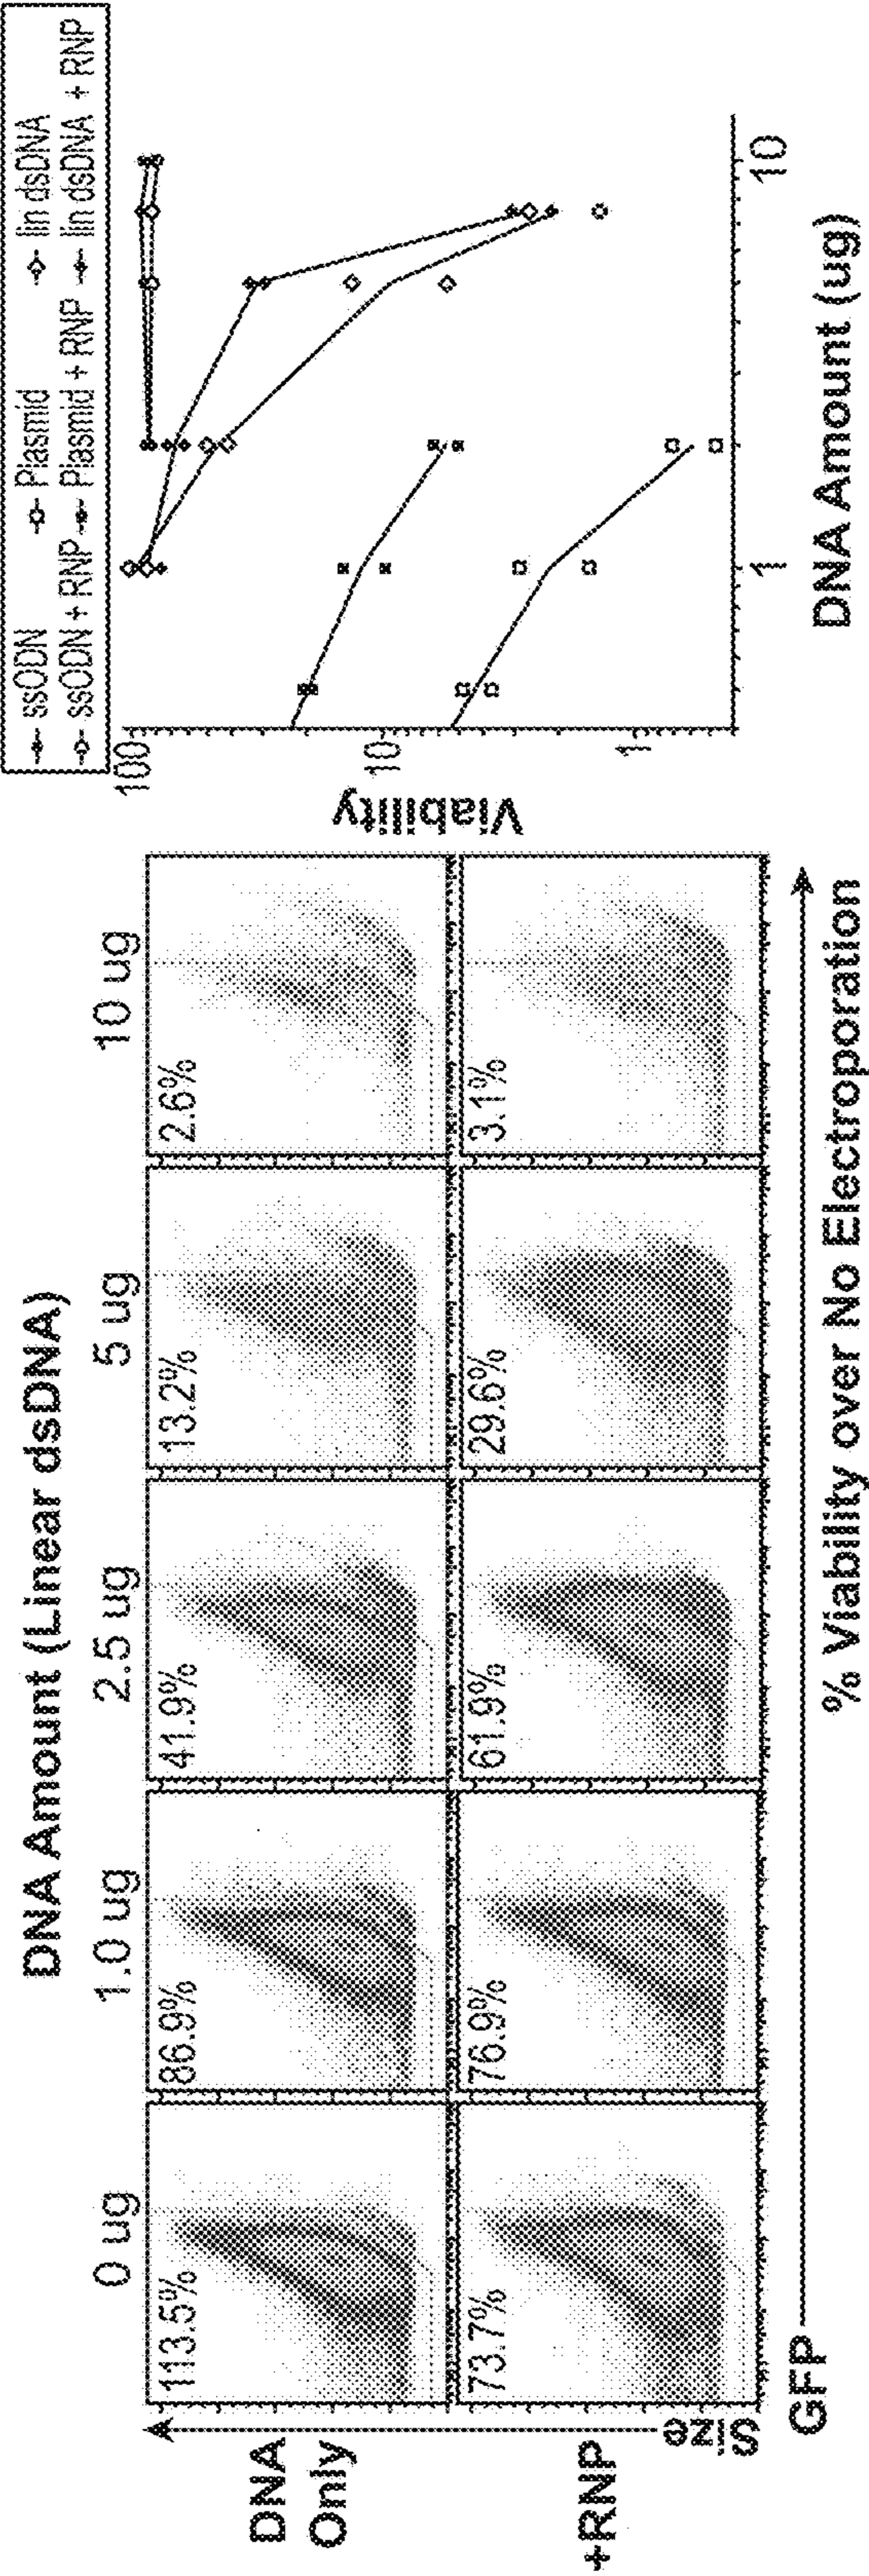 DNA Amount (Linear dsDNA)
0 ug 1.0 ug 2.5 ug 5 ug 10 ug
DNA
Only
113.5% 86.9% 41.9% 13.2% 2.6%
+RNP
73.7% 76.9% 61.9% 29.6% 3.1%
Size
GFP
% Viability over No Electroporation
ssODN Plasmid lin dsDNA
ssODN + RNP Plasmid + RNP lin dsDNA + RNP
100
10
1
Viability
1 10
DNA Amount (ug)